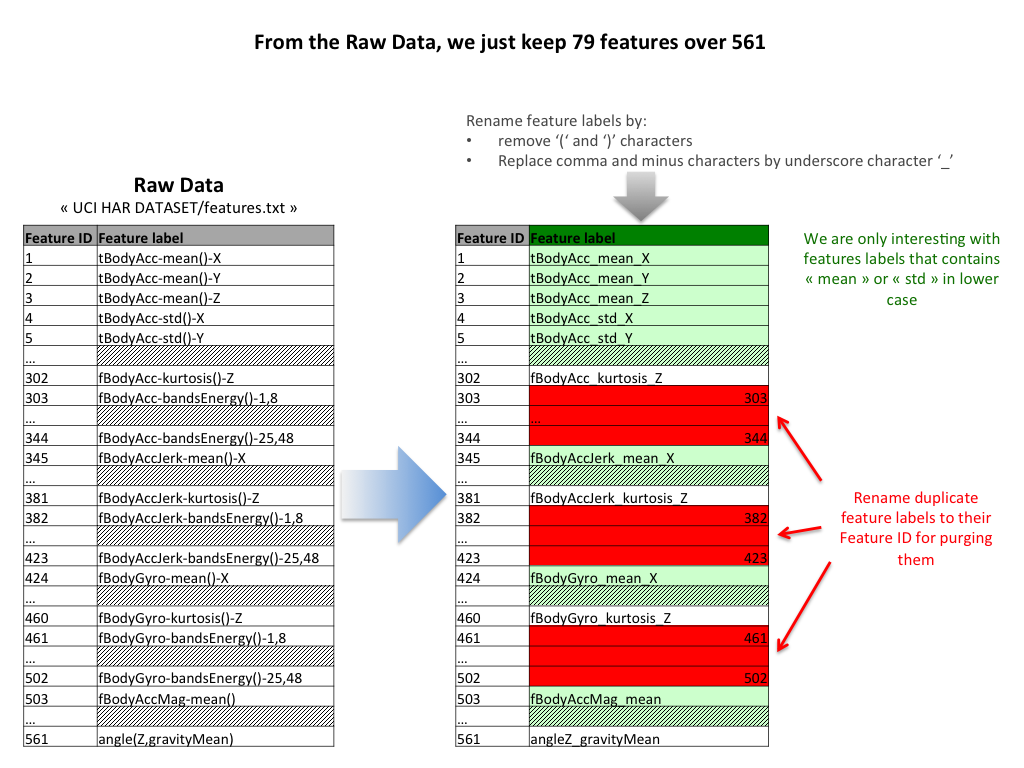 From the Raw Data, we just keep 79 features over 561
Rename feature labels by:
• remove ‘(‘ and ‘)’ characters
• Replace comma and minus characters by underscore character ‘_’
Raw Data
« UCI HAR DATASET/features.txt »
Feature ID Feature label
1 tBodyAcc-mean()-X
2 tBodyAcc-mean()-Y
3 tBodyAcc-mean()-Z
4 tBodyAcc-std()-X
5 tBodyAcc-std()-Y
...
302 fBodyAcc-kurtosis()-Z
303 fBodyAcc-bandsEnergy()-1,8
...
344 fBodyAcc-bandsEnergy()-25,48
345 fBodyAccJerk-mean()-X
...
381 fBodyAccJerk-kurtosis()-Z
382 fBodyAccJerk-bandsEnergy()-1,8
...
423 fBodyAccJerk-bandsEnergy()-25,48
424 fBodyGyro-mean()-X
...
460 fBodyGyro-kurtosis()-Z
461 fBodyGyro-bandsEnergy()-1,8
...
502 fBodyGyro-bandsEnergy()-25,48
503 fBodyAccMag-mean()
...
561 angle(Z,gravityMean)
Feature ID Feature label
1 tBodyAcc_mean_X
2 tBodyAcc_mean_Y
3 tBodyAcc_mean_Z
4 tBodyAcc_std_X
5 tBodyAcc_std_Y
...
302 fBodyAcc_kurtosis_Z
303 303
... ...
344 344
345 fBodyAccJerk_mean_X
...
381 fBodyAccJerk_kurtosis_Z
382 382
...
423 423
424 fBodyGyro_mean_X
...
460 fBodyGyro_kurtosis_Z
461 461
...
502 502
503 fBodyAccMag_mean
...
561 angleZ_gravityMean
We are only interesting with
features labels that contains
« mean » or « std » in lower
case
Rename duplicate
feature labels to their
Feature ID for purging
them